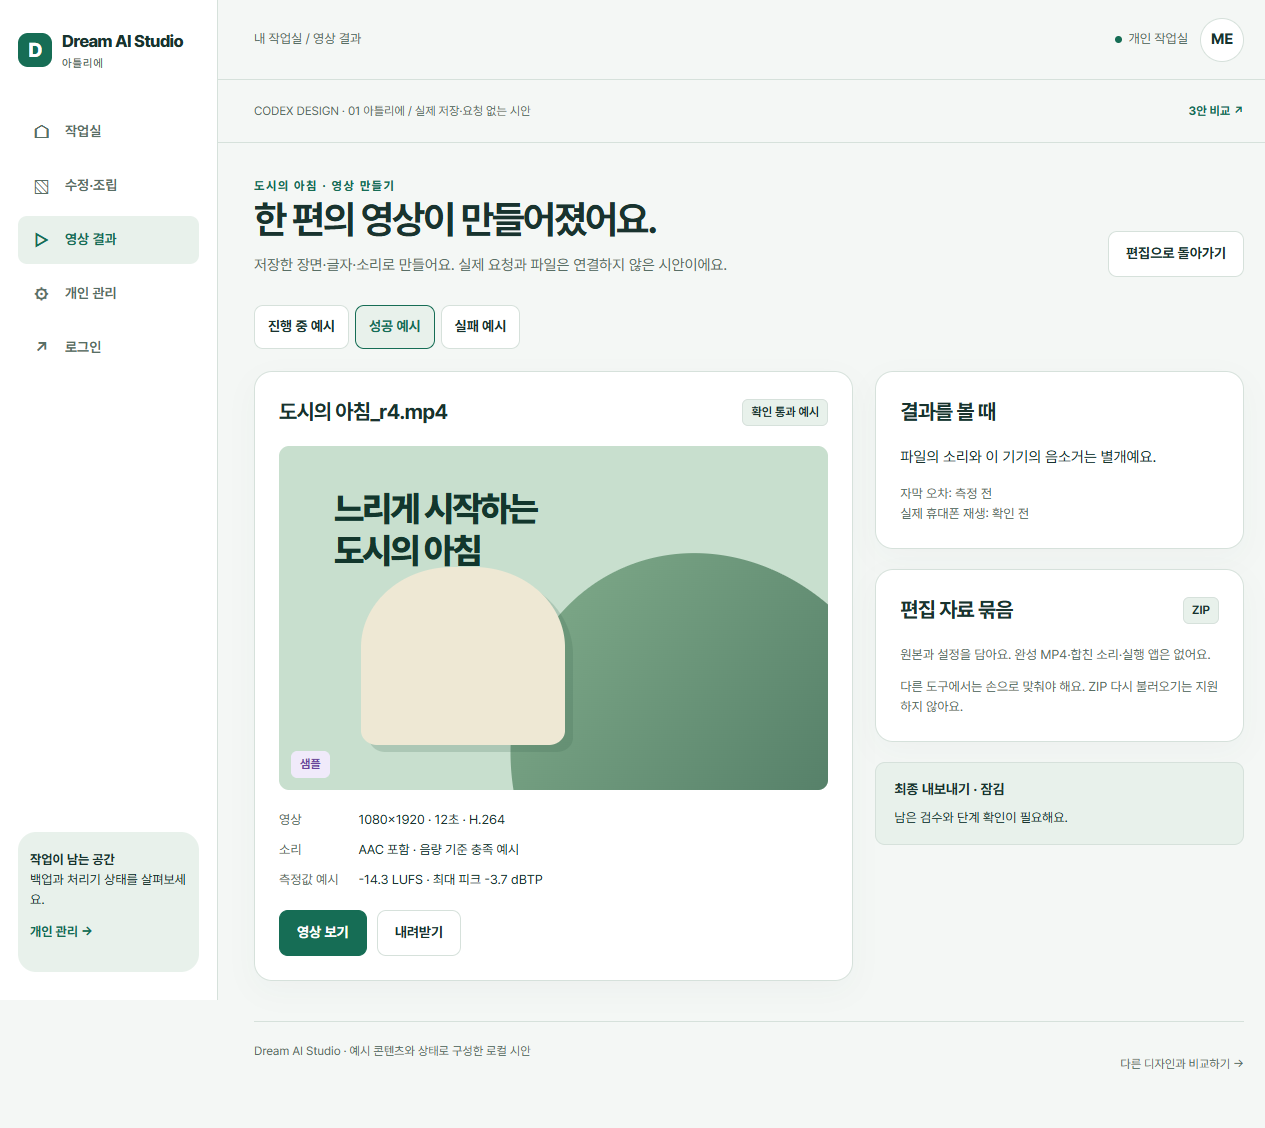 D
Dream AI Studio
아틀리에
작업실
수정·조립
영상 결과
개인 관리
로그인
작업이 남는 공간
백업과 처리기 상태를 살펴보세
요.
개인 관리 →
내 작업실 / 영상 결과
개인 작업실
ME
CODEX DESIGN · 01 아틀리에 / 실제 저장·요청 없는 시안
3안 비교 ↗
도시의 아침 · 영상 만들기
한 편의 영상이 만들어졌어요.
저장한 장면·글자·소리로 만들어요. 실제 요청과 파일은 연결하지 않은 시안이에요.
편집으로 돌아가기
진행 중 예시
성공 예시
실패 예시
도시의 아침_r4.mp4
확인 통과 예시
느리게 시작하는
도시의 아침
샘플
영상 1080×1920 · 12초 · H.264
소리 AAC 포함 · 음량 기준 충족 예시
측정값 예시 -14.3 LUFS · 최대 피크 -3.7 dBTP
영상 보기
내려받기
결과를 볼 때
파일의 소리와 이 기기의 음소거는 별개예요.
자막 오차: 측정 전
실제 휴대폰 재생: 확인 전
편집 자료 묶음
ZIP
원본과 설정을 담아요. 완성 MP4·합친 소리·실행 앱은 없어요.
다른 도구에서는 손으로 맞춰야 해요. ZIP 다시 불러오기는 지원
하지 않아요.
최종 내보내기 · 잠김
남은 검수와 단계 확인이 필요해요.
Dream AI Studio · 예시 콘텐츠와 상태로 구성한 로컬 시안
다른 디자인과 비교하기 →